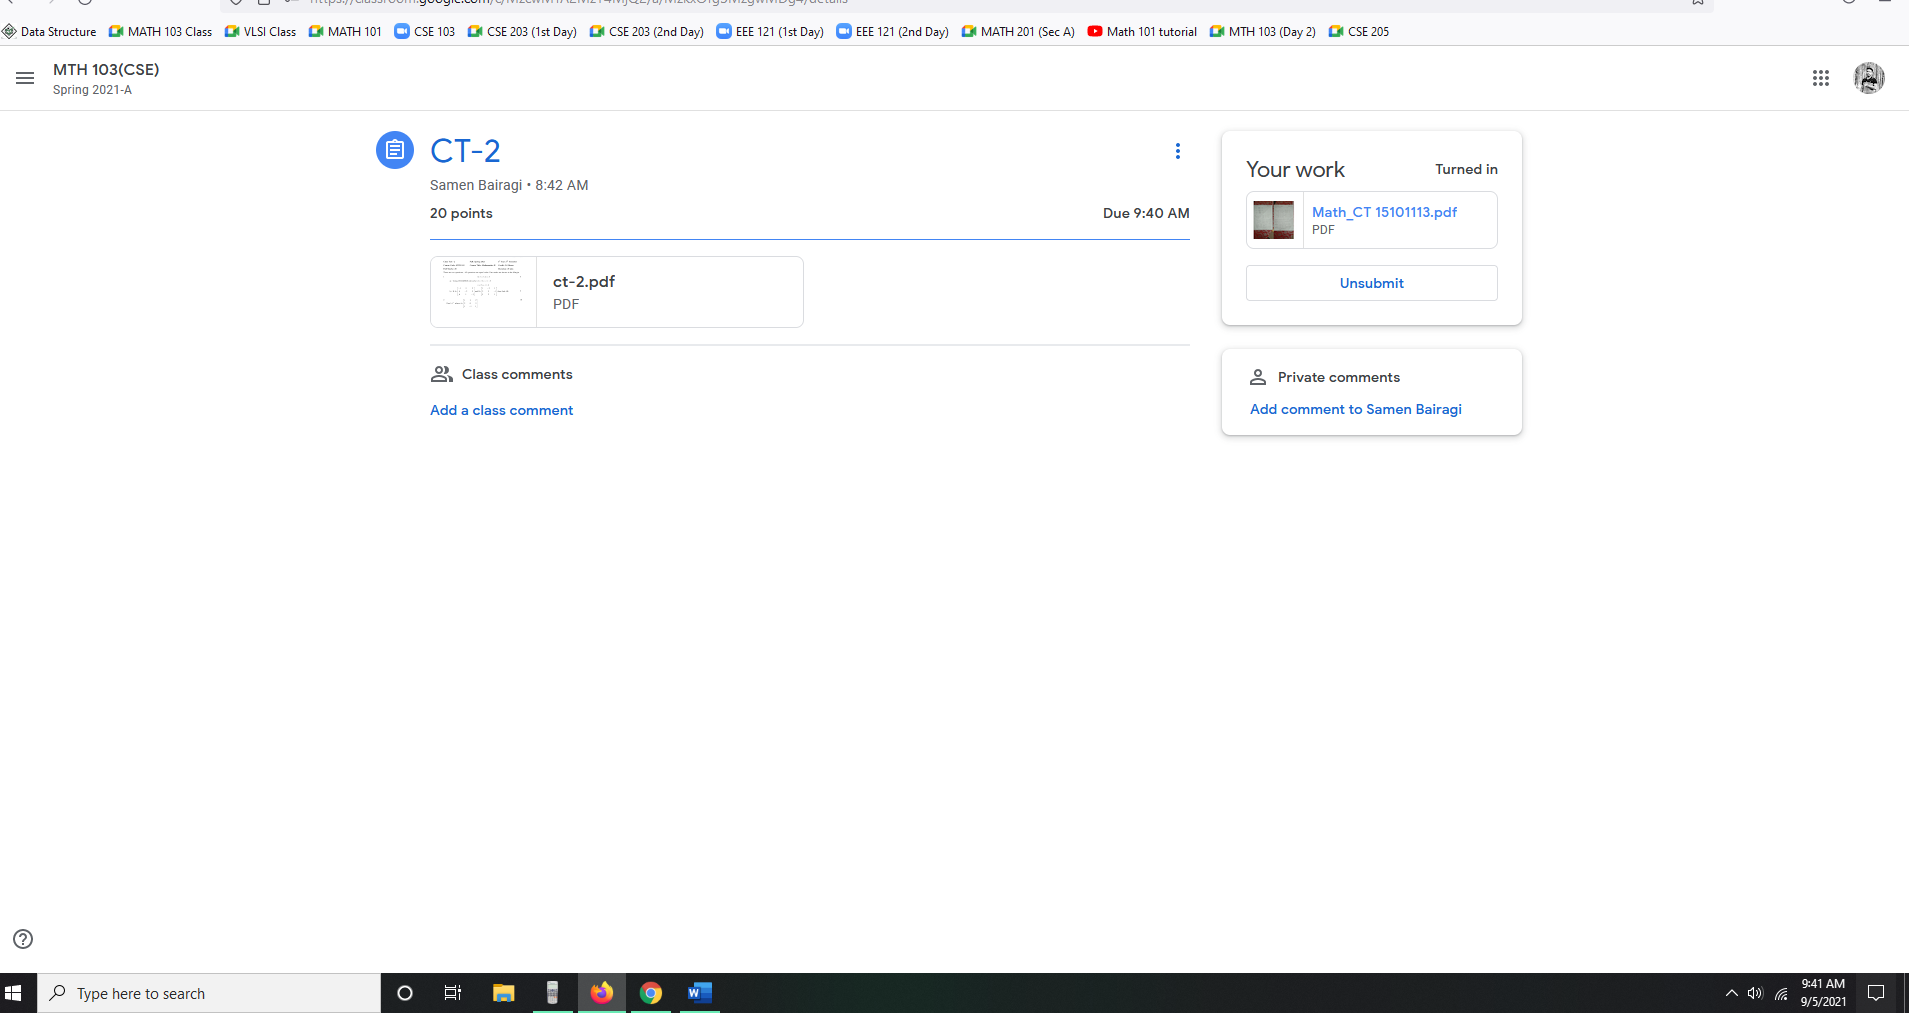 Data Structure MATH 103 Class VLSI Class MATH 101 CSE 103 CSE 203 (1st Day) CSE 203 (2nd Day) EEE 121 (1st Day) EEE 121 (2nd Day) MATH 201 (Sec A) Math 101 tutorial MTH 103 (Day 2) CSE 205
MTH 103(CSE)
Spring 2021-A
CT-2
Samen Bairagi • 8:42 AM
20 points Due 9:40 AM
ct-2.pdf
PDF
Class comments
Add a class comment
Your work Turned in
Math_CT 15101113.pdf
PDF
Unsubmit
Private comments
Add comment to Samen Bairagi
Type here to search
9:41 AM
9/5/2021